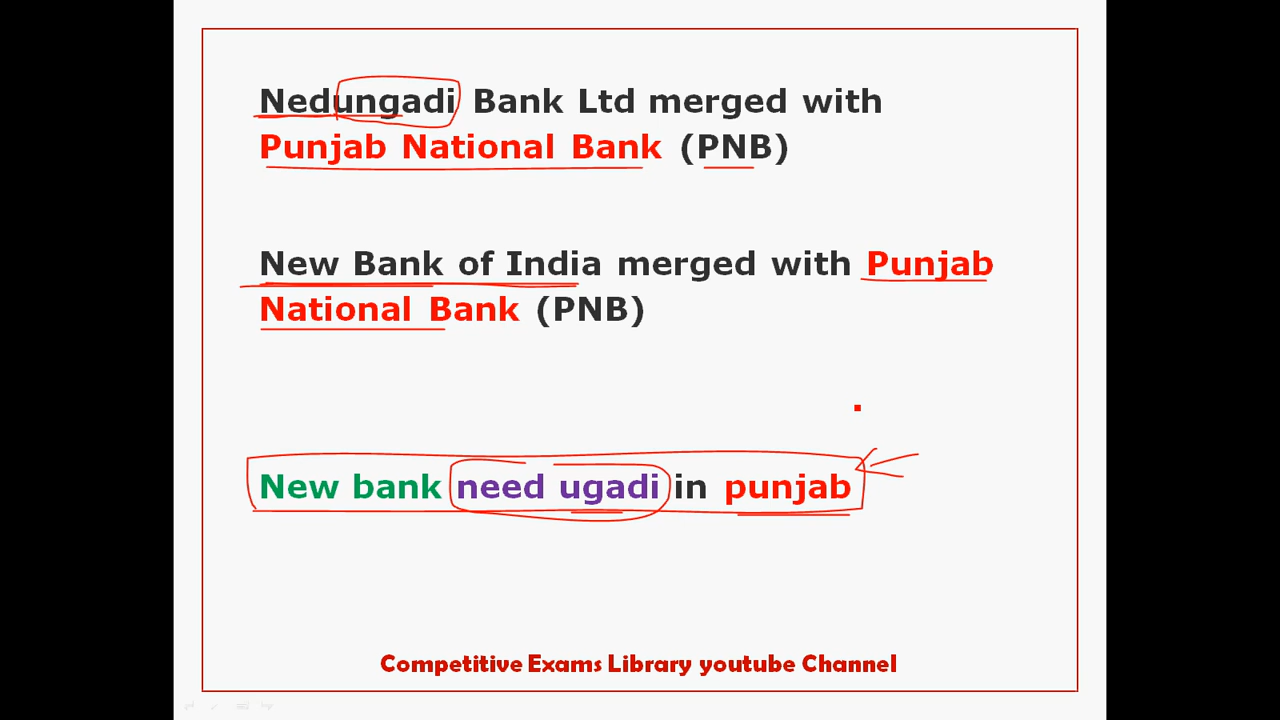 Nedungadi Bank Ltd merged with
Punjab National Bank (PNB)
New Bank of India merged with Punjab
National Bank (PNB)
New bank need ugadi in punjab
Competitive Exams Library youtube Channel